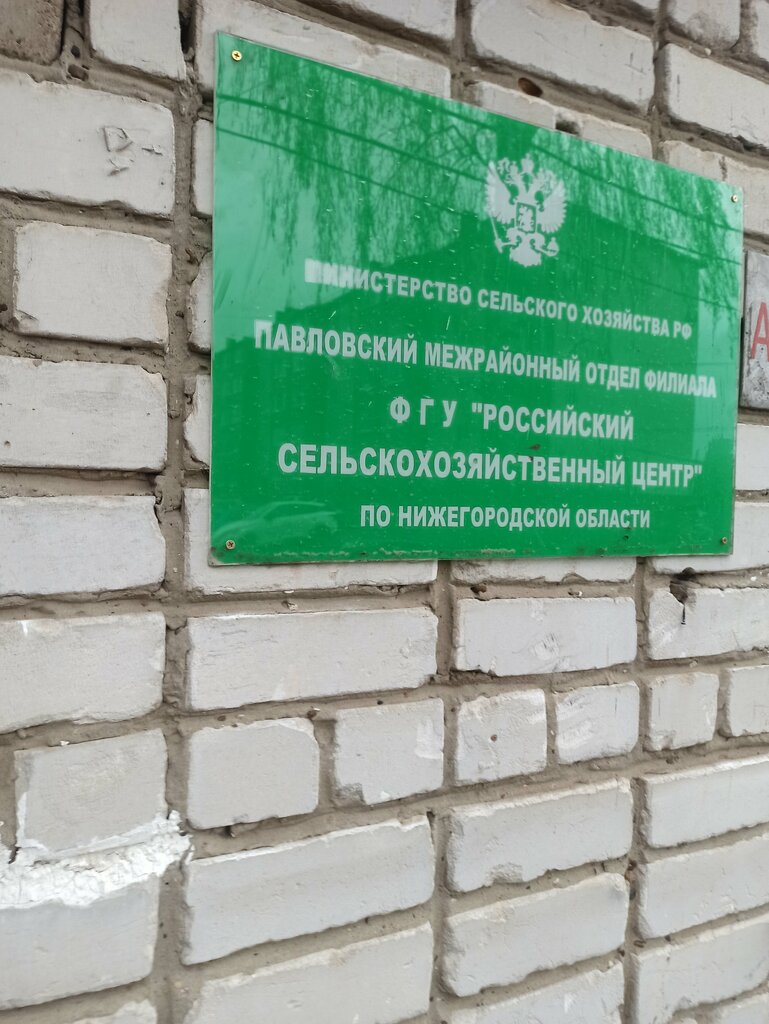 МИНИСТЕРСТВО СЕЛЬСКОГО ХОЗЯЙСТВА РФ
ПАВЛОВСКИЙ МЕЖРАЙОННЫЙ ОТДЕЛ ФИЛИАЛА
ФГУ "РОССИЙСКИЙ
СЕЛЬСКОХОЗЯЙСТВЕННЫЙ ЦЕНТР"
ПО НИЖЕГОРОДСКОЙ ОБЛАСТИ